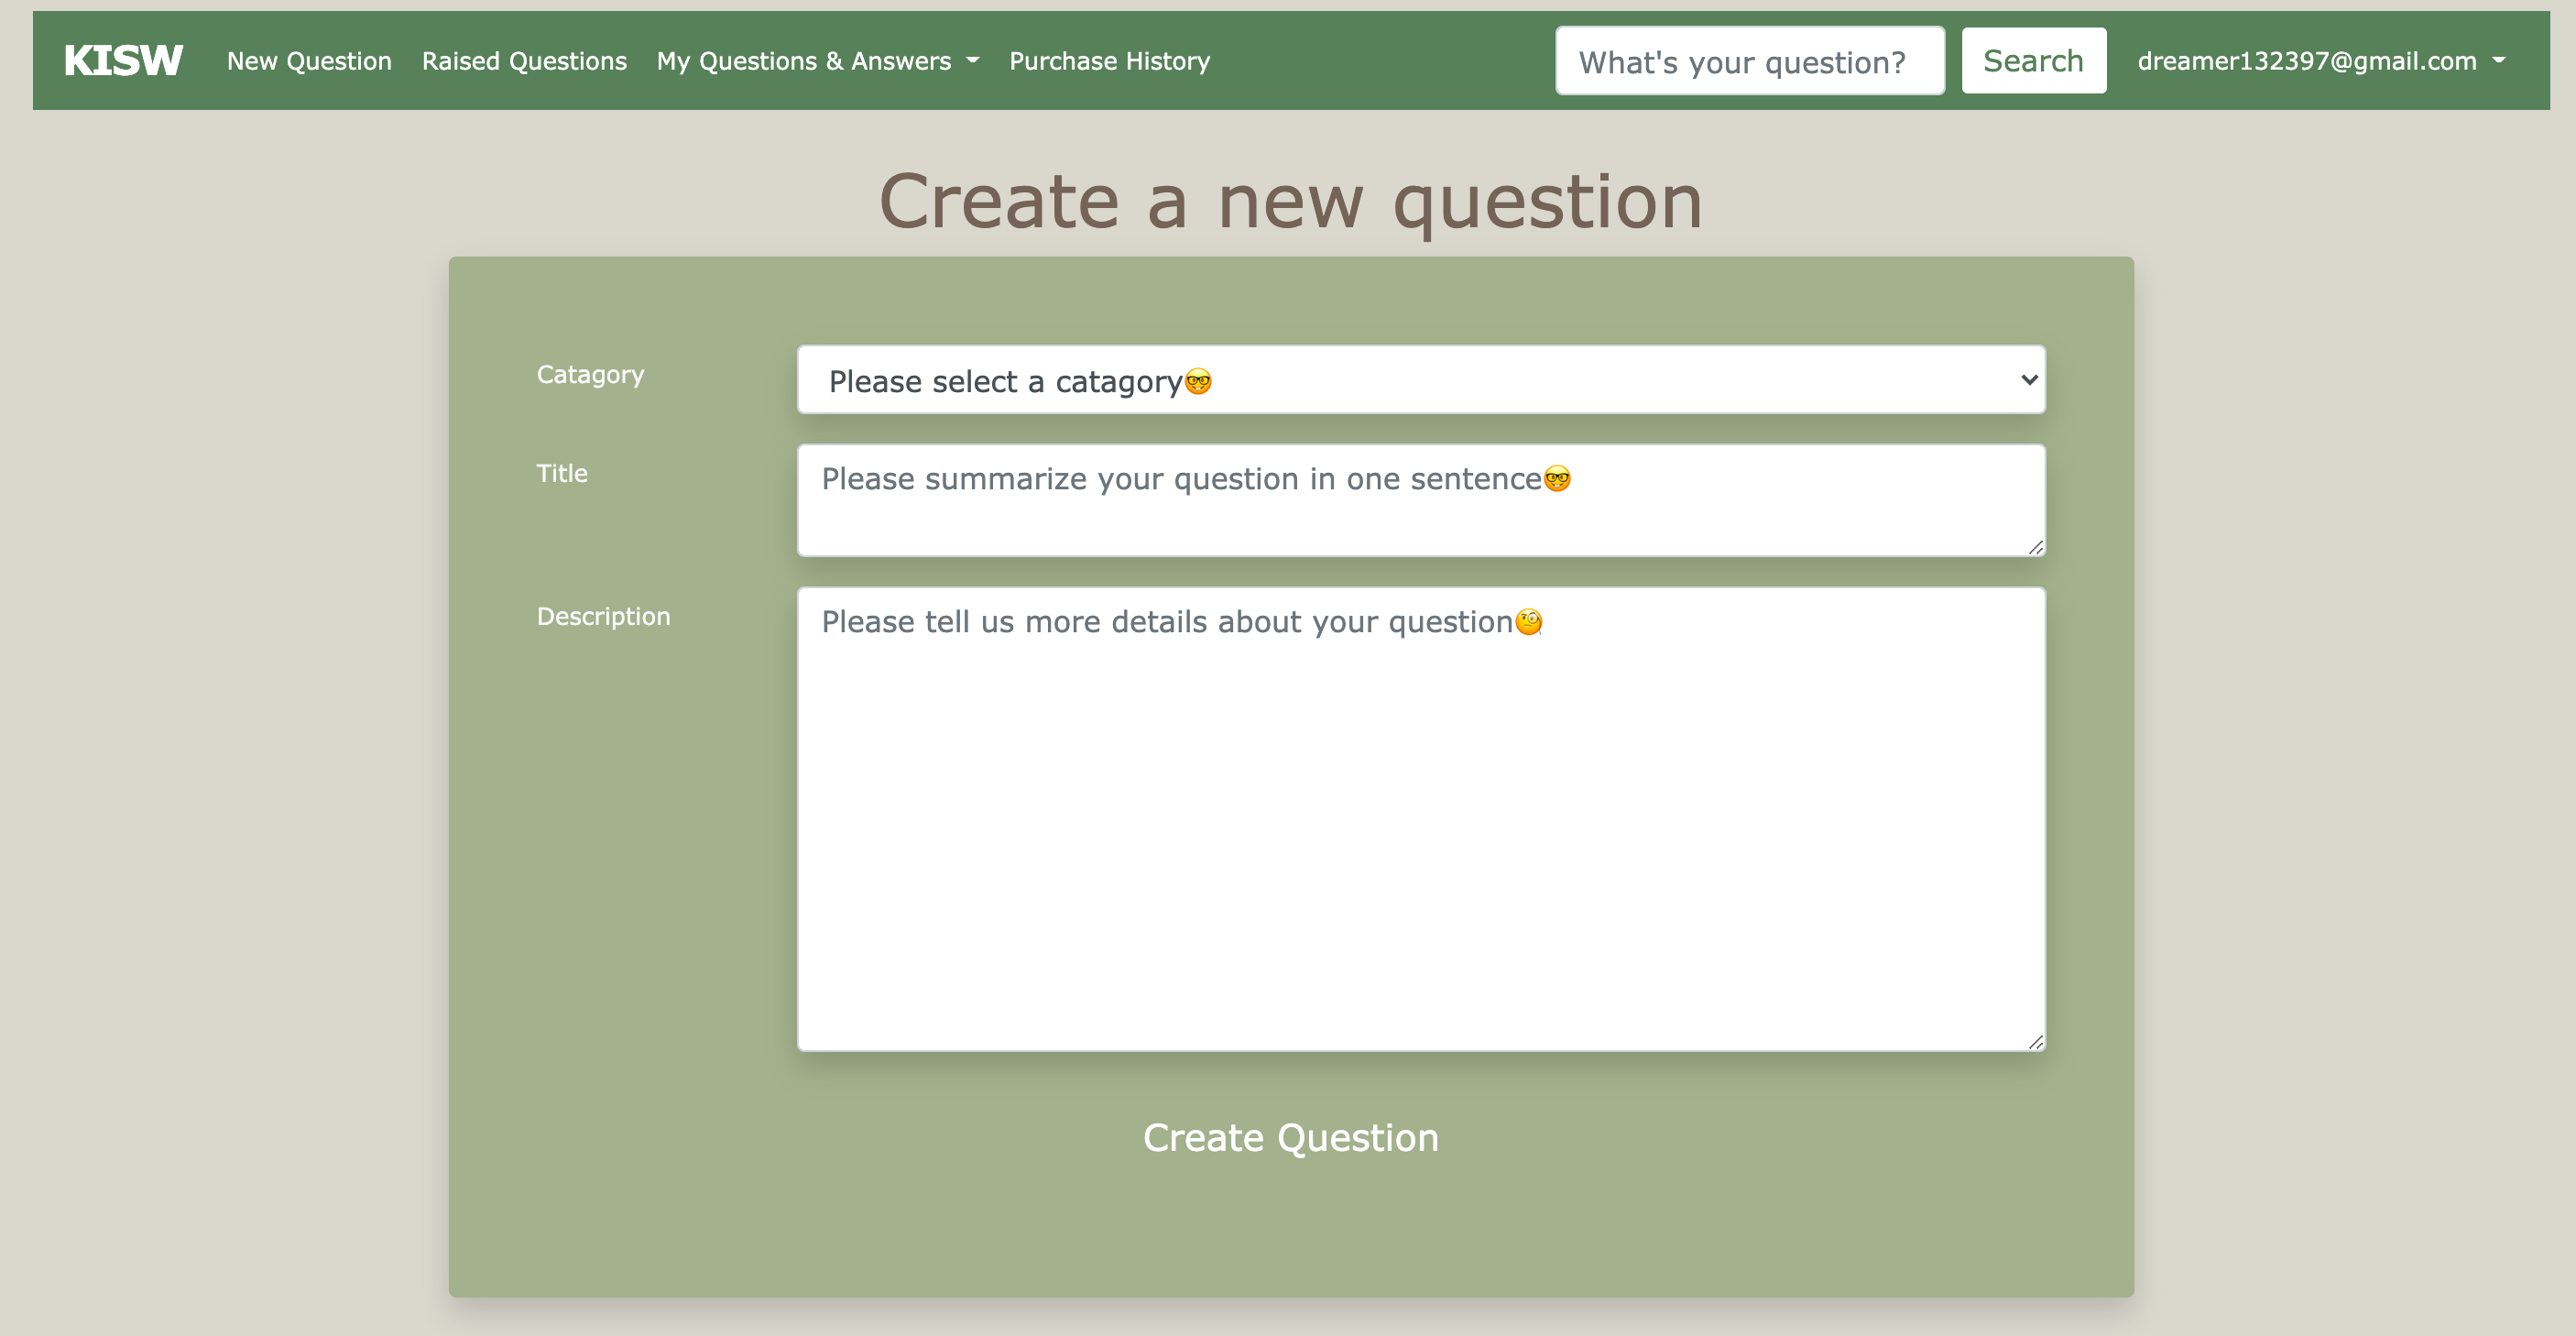 KISW New Question Raised Questions My Questions & Answers Purchase History What's your question? Search dreamer132397@gmail.com
Create a new question
Catagory Please select a catagory🤓
Title Please summarize your question in one sentence🤓
Description Please tell us more details about your question🧐
Create Question